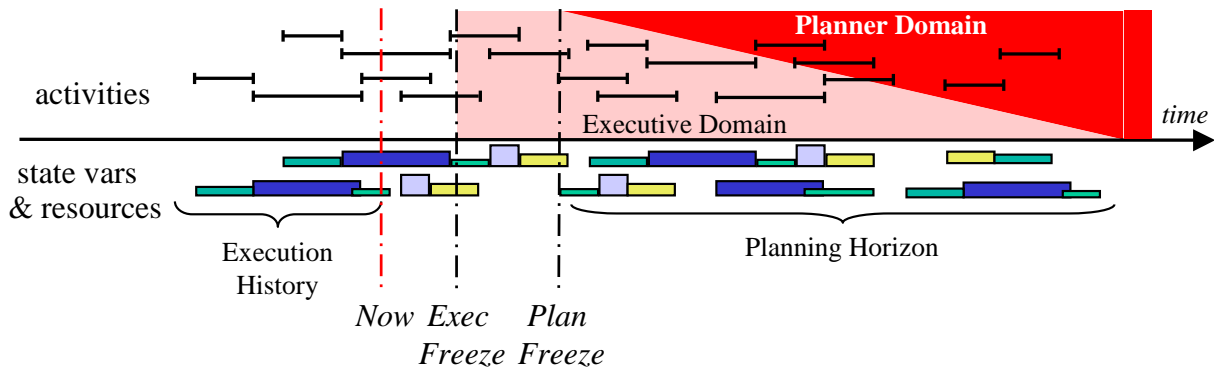 Planner Domain
activities
time
Executive Domain
state vars
& resources
Execution
History
Planning Horizon
Now
Exec
Freeze
Plan
Freeze